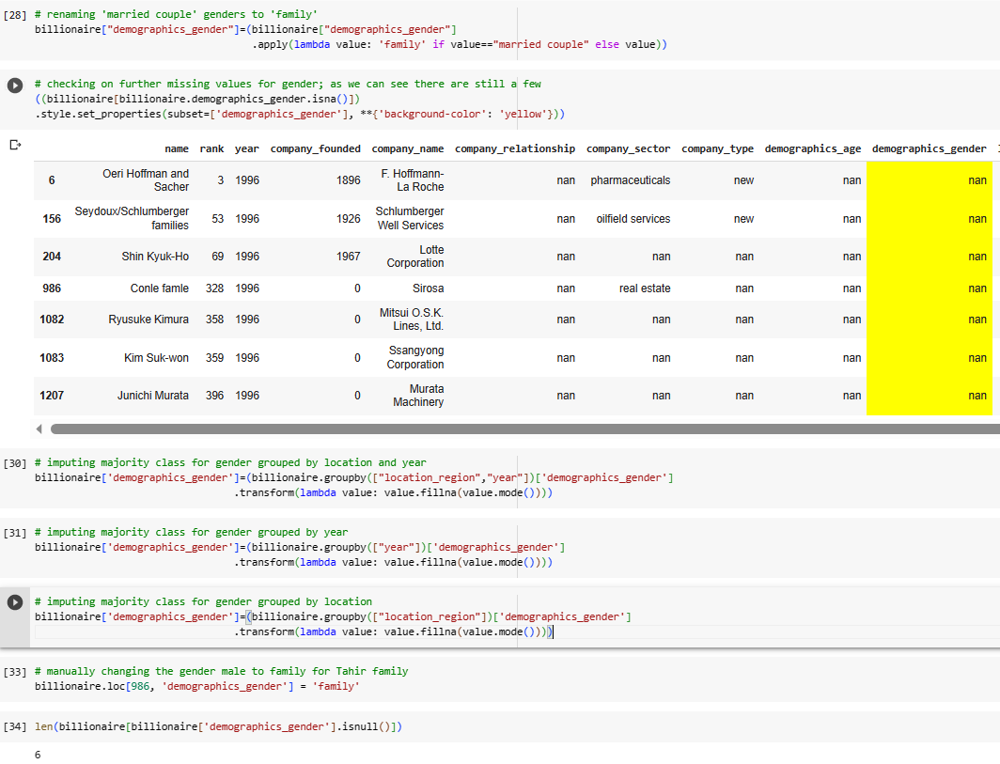 [28] # renaming 'married couple' genders to 'family'
billionaire["demographics_gender"]=(billionaire["demographics_gender"]
.apply(lambda value: 'family' if value=="married couple" else value))
# checking on further missing values for gender; as we can see there are still a few
((billionaire[billionaire.demographics_gender.isna()])
.style.set_properties(subset=['demographics_gender'], **{'background-color': 'yellow'}))
name rank year company_founded company_name company_relationship company_sector company_type demographics_age demographics_gender
6 Oeri Hoffman and Sacher 3 1996 1896 F. Hoffmann-La Roche nan pharmaceuticals new nan nan
156 Seydoux/Schlumberger families 53 1996 1926 Schlumberger Well Services nan oilfield services new nan nan
204 Shin Kyuk-Ho 69 1996 1967 Lotte Corporation nan nan nan nan nan
986 Conle famle 328 1996 0 Sirosa nan real estate nan nan nan
1082 Ryusuke Kimura 358 1996 0 Mitsui O.S.K. Lines, Ltd. nan nan nan nan nan
1083 Kim Suk-won 359 1996 0 Ssangyong Corporation nan nan nan nan nan
1207 Junichi Murata 396 1996 0 Murata Machinery nan nan nan nan nan
[30] # imputing majority class for gender grouped by location and year
billionaire['demographics_gender']=(billionaire.groupby(["location_region","year"])['demographics_gender']
.transform(lambda value: value.fillna(value.mode())))
[31] # imputing majority class for gender grouped by year
billionaire['demographics_gender']=(billionaire.groupby(["year"])['demographics_gender']
.transform(lambda value: value.fillna(value.mode())))
# imputing majority class for gender grouped by location
billionaire['demographics_gender']=(billionaire.groupby(["location_region"])['demographics_gender']
.transform(lambda value: value.fillna(value.mode())))
[33] # manually changing the gender male to family for Tahir family
billionaire.loc[986, 'demographics_gender'] = 'family'
[34] len(billionaire[billionaire['demographics_gender'].isnull()])
6